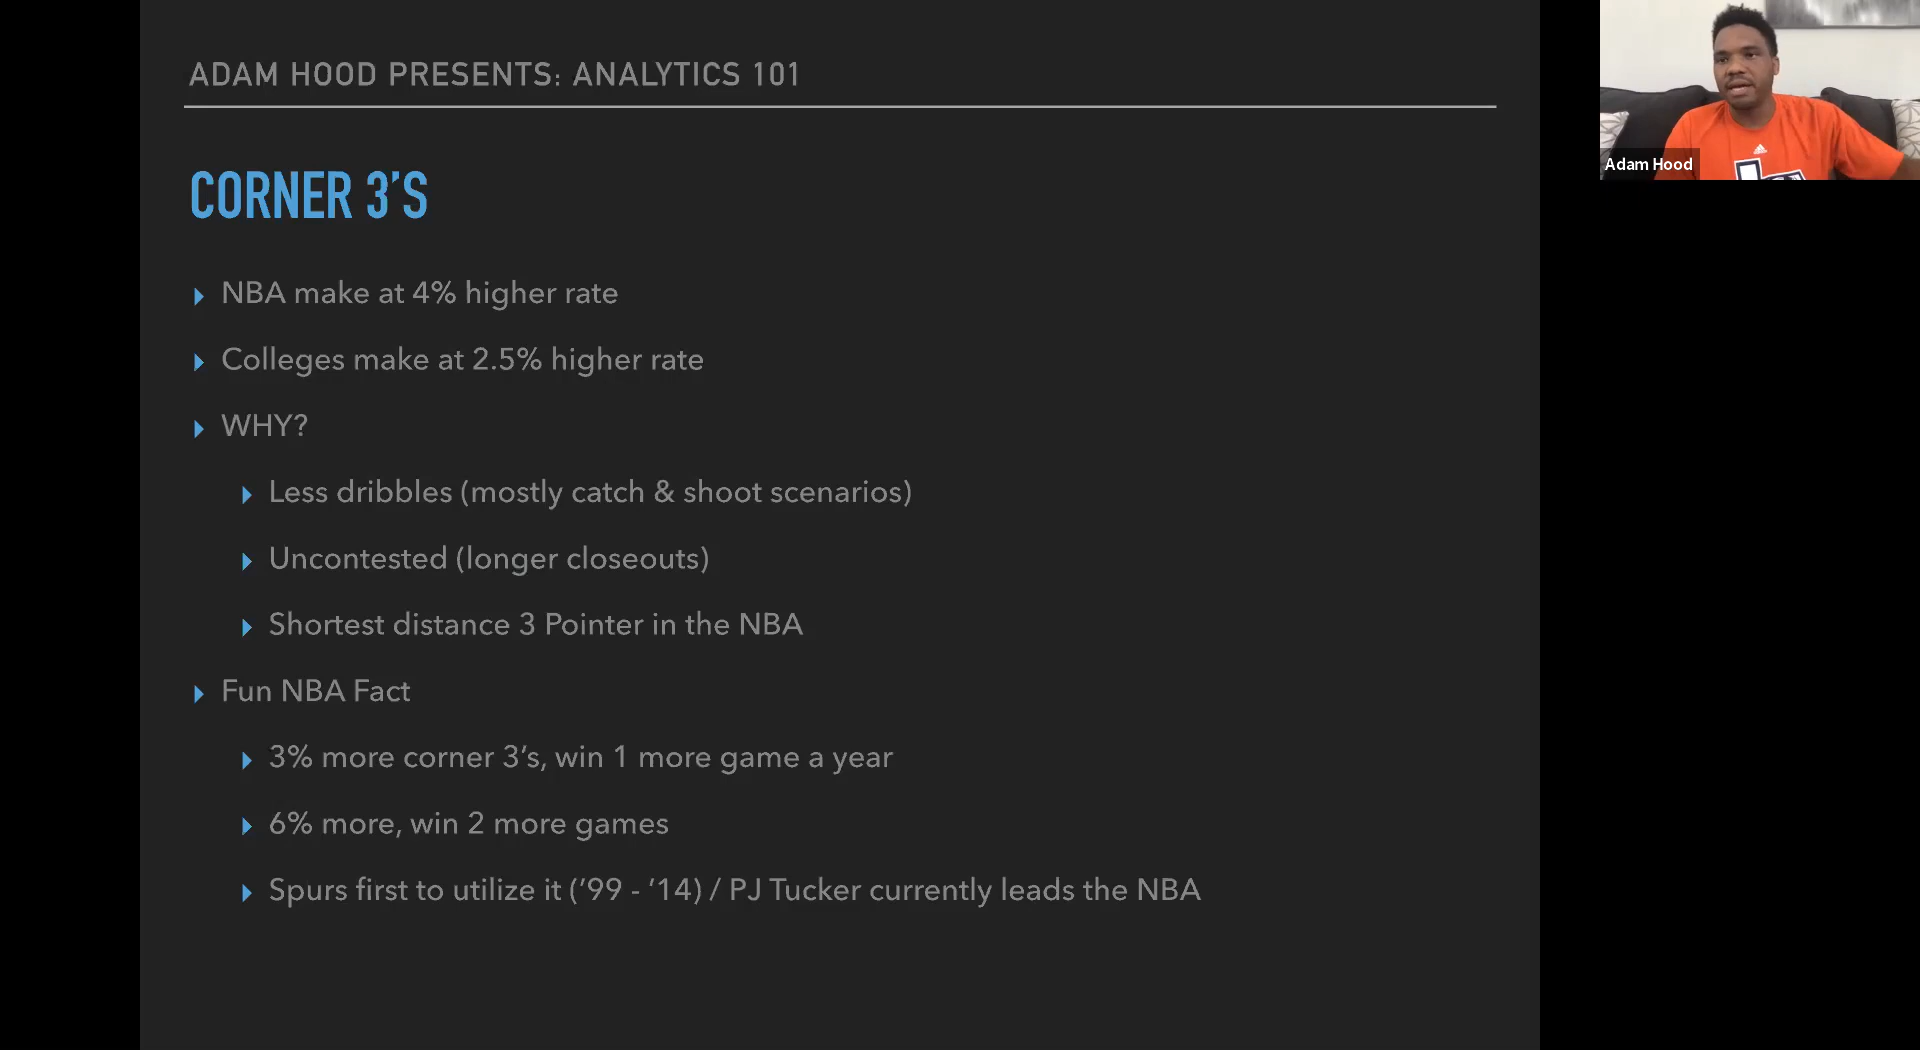 ADAM HOOD PRESENTS: ANALYTICS 101
CORNER 3’S
NBA make at 4% higher rate
Colleges make at 2.5% higher rate
WHY?
Less dribbles (mostly catch & shoot scenarios)
Uncontested (longer closeouts)
Shortest distance 3 Pointer in the NBA
Fun NBA Fact
3% more corner 3’s, win 1 more game a year
6% more, win 2 more games
Spurs first to utilize it (’99 - ’14) / PJ Tucker currently leads the NBA
Adam Hood